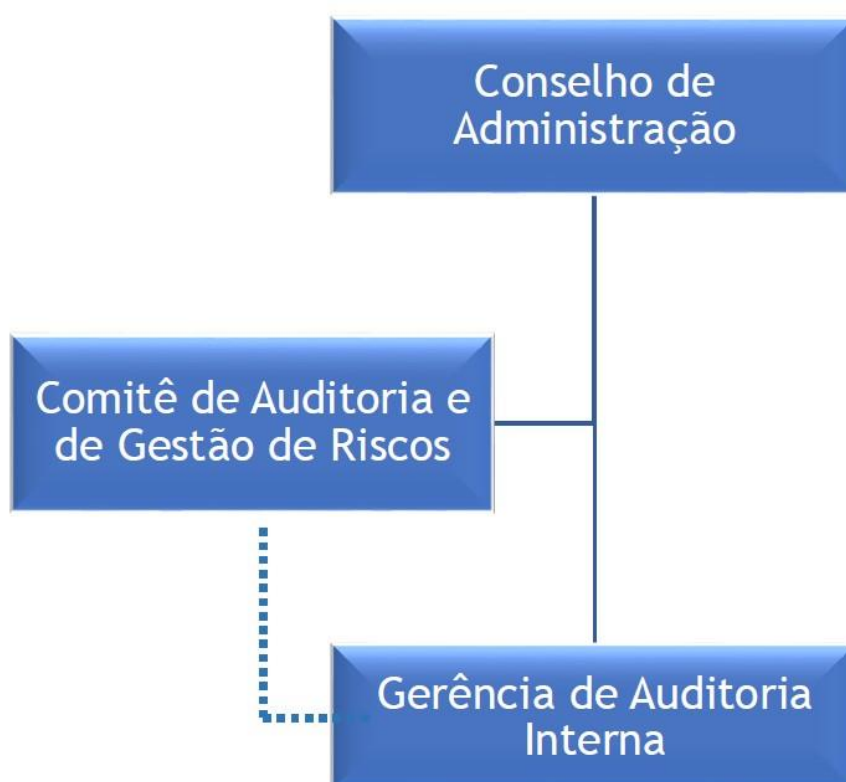 Conselho de
Administração
Comitê de Auditoria e
de Gestão de Riscos
Gerência de Auditoria
Interna